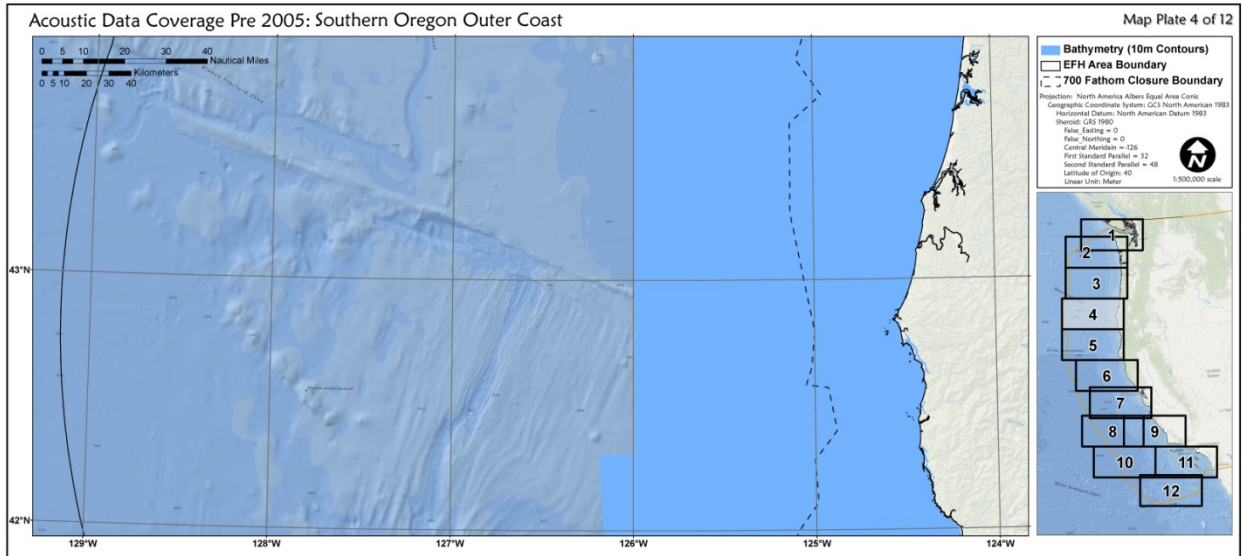 Acoustic Data Coverage Pre 2005: Southern Oregon Outer Coast
Map Plate 4 of 12
0 5 10 20 30 40
Nautical Miles
Kilometers
0 5 10 20 30 40
Bathymetry (10m Contours)
EFH Area Boundary
700 Fathom Closure Boundary
Projection: North America Albers Equal Area Conic
Geographic Coordinate System: GCS North American 1983
Horizontal Datum: North American Datum 1983
Sheroid: GRS 1980
False_Easting = 0
False_Northing = 0
Central Meridain = -126
First Standard Parallel = 32
Second Standard Parallel = 48
Latitude of Origin: 40
Linear Unit: Meter
N
1:500,000 scale
43°N
42°N
129°W
128°W
127°W
126°W
125°W
124°W
1
2
3
4
5
6
7
8
9
10
11
12